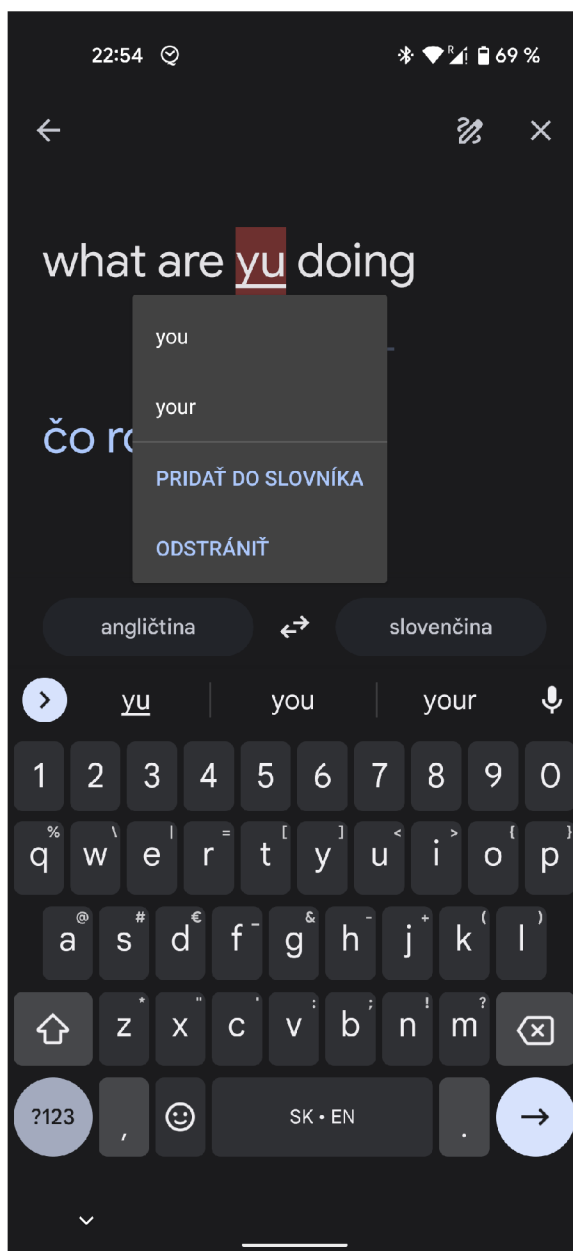 22:54 R 69 %
what are yu doing
you
your
čo
PRIDAŤ DO SLOVNÍKA
ODSTRÁNIŤ
angličtina slovenčina
yu you your
1 2 3 4 5 6 7 8 9 0
% \ | = [ ] < > { }
q w e r t y u i o p
@ # € _ & - + ( )
a s d f g h j k l
* " ' : ; ! ?
z x c v b n m
?123 , SK • EN .